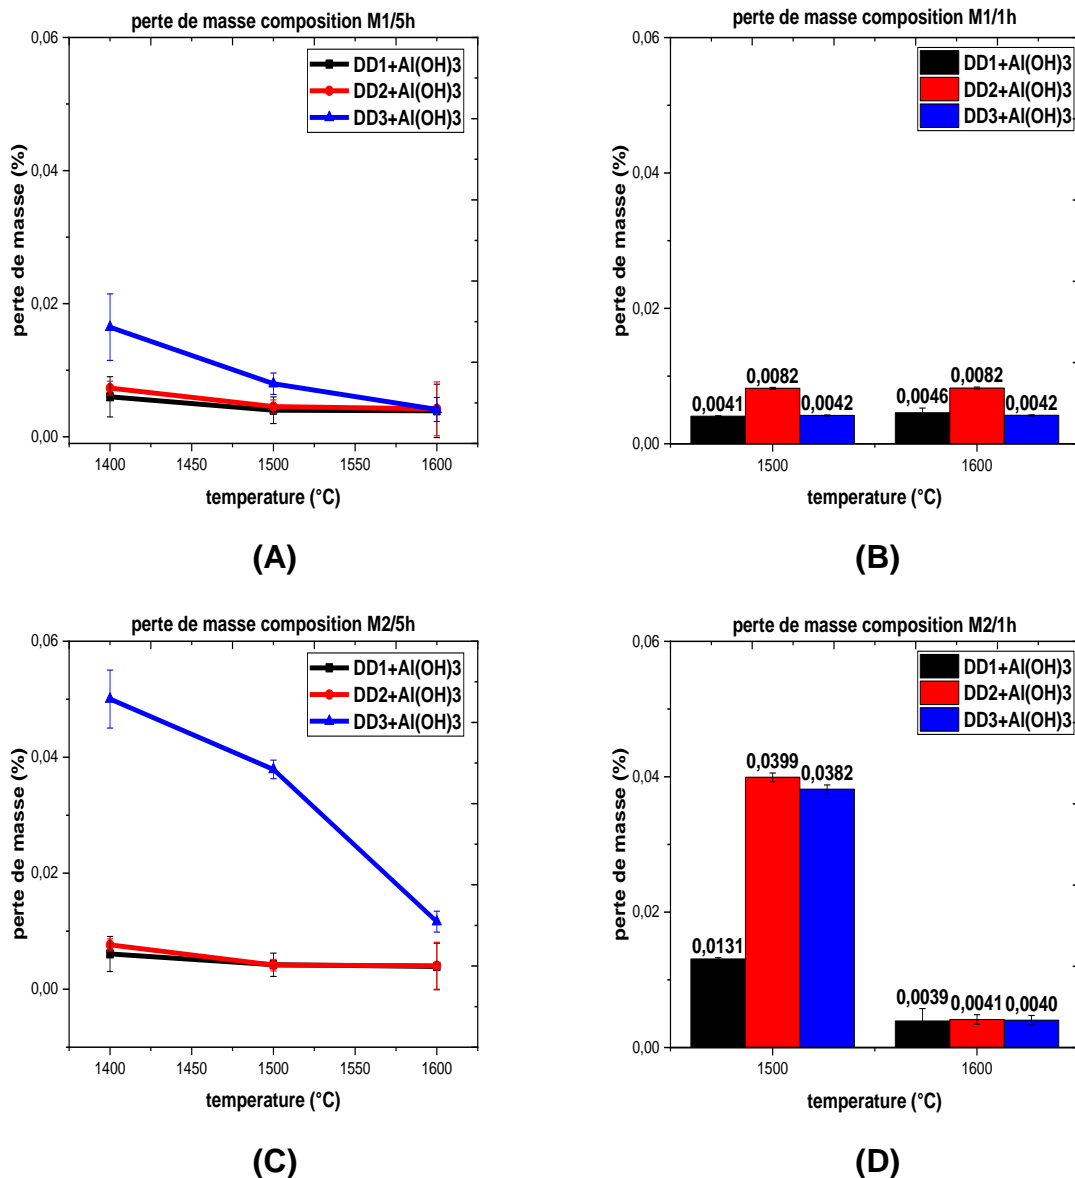 perte de masse composition M1/5h
DD1+Al(OH)3
DD2+Al(OH)3
DD3+Al(OH)3
perte de masse (%)
0,06
0,04
0,02
0,00
1400 1450 1500 1550 1600
temperature (°C)
(A)
perte de masse composition M1/1h
DD1+Al(OH)3
DD2+Al(OH)3
DD3+Al(OH)3
perte de masse (%)
0,06
0,04
0,02
0,00
0,0041 0,0082 0,0042 0,0046 0,0082 0,0042
1500 1600
temperature (°C)
(B)
perte de masse composition M2/5h
DD1+Al(OH)3
DD2+Al(OH)3
DD3+Al(OH)3
perte de masse (%)
0,06
0,04
0,02
0,00
1400 1450 1500 1550 1600
temperature (°C)
(C)
perte de masse composition M2/1h
DD1+Al(OH)3
DD2+Al(OH)3
DD3+Al(OH)3
perte de masse (%)
0,06
0,04
0,02
0,00
0,0131 0,0399 0,0382 0,0039 0,0041 0,0040
1500 1600
temperature (°C)
(D)